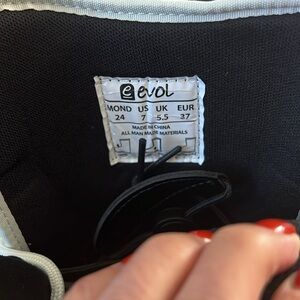 e evol
MOND US UK EUR
24 7 5.5 37
MADE IN CHINA
ALL MAN MADE MATERIALS